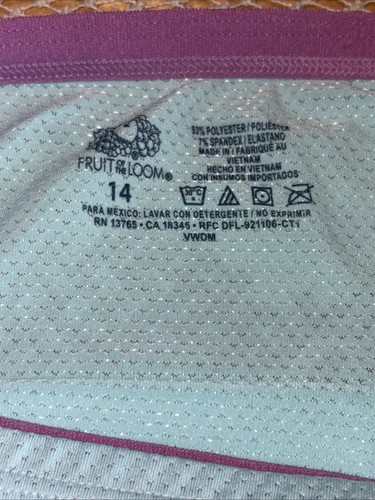 FRUIT OF THE LOOM®
14
93% POLYESTER / POLIÉSTER
7% SPANDEX / ELASTANO
MADE IN / FABRIQUÉ AU
VIETNAM
HECHO EN VIETNAM
CON INSUMOS IMPORTADOS
30°C
PARA MÉXICO: LAVAR CON DETERGENTE / NO EXPRIMIR
RN 13765 • CA 18345 • RFC DFL-921106-CT1
VWDM